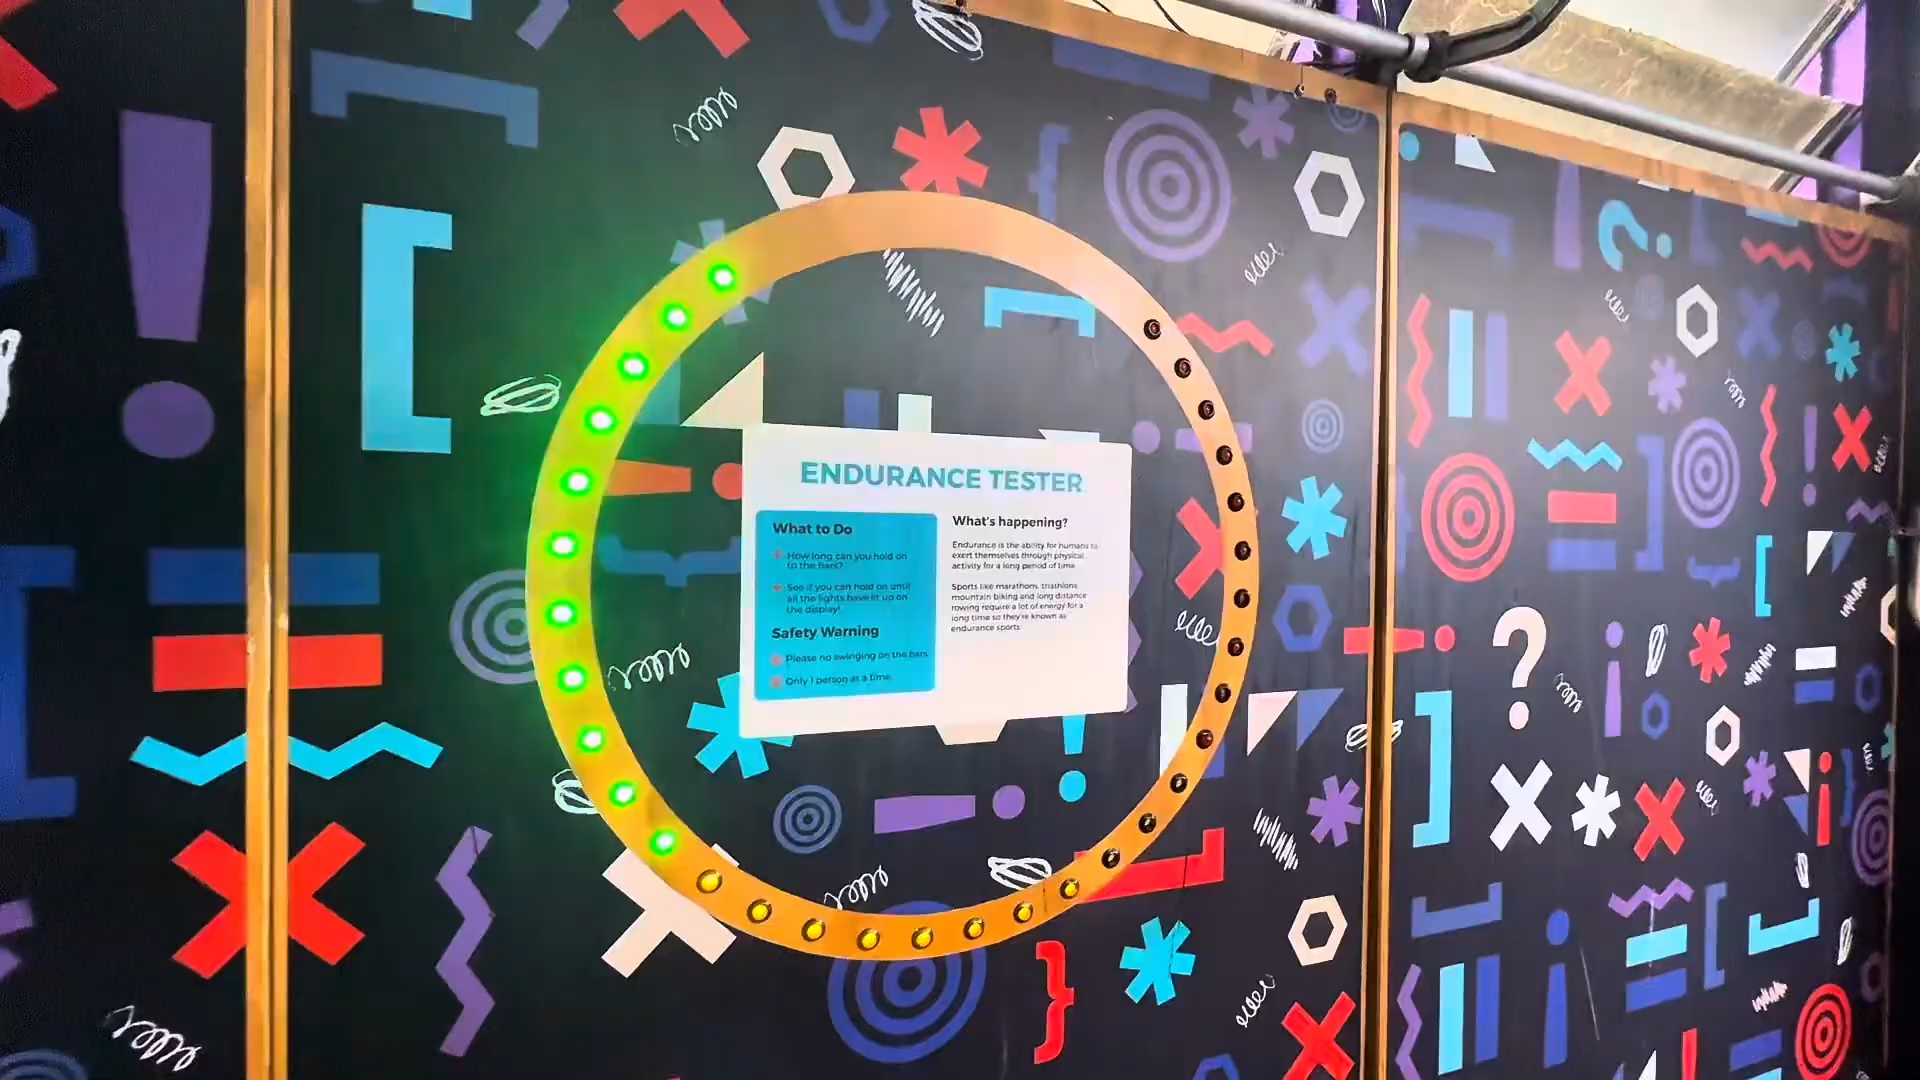 ENDURANCE TESTER
What to Do
How long can you hold on
to the bars?
See if you can hold on until
all the lights have lit up on
the display!
Safety Warning
Please no swinging on the bars.
Only 1 person at a time.
What's happening?
Endurance is the ability for humans to
exert themselves through physical
activity for a long period of time.
Sports like marathons, triathlons,
mountain biking and long distance
rowing require a lot of energy for a
long time so they're known as
endurance sports.